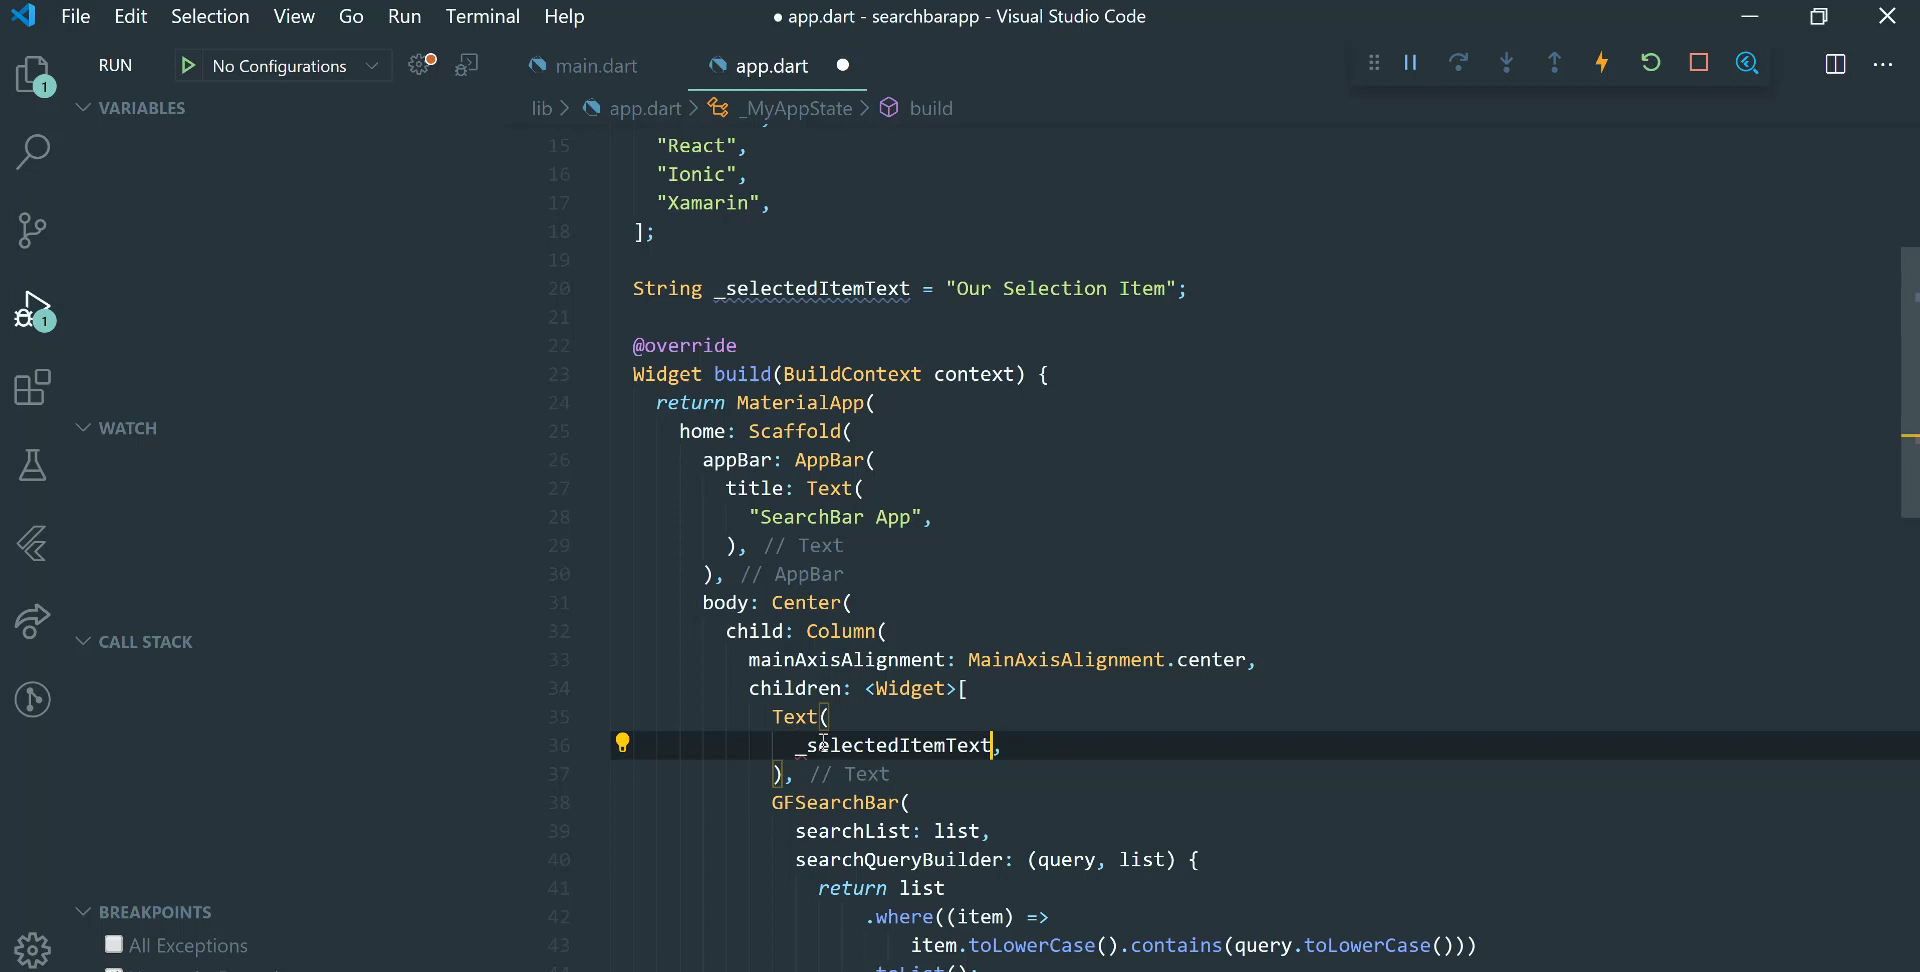 File Edit Selection View Go Run Terminal Help
● app.dart - searchbarapp - Visual Studio Code
RUN No Configurations
main.dart app.dart
VARIABLES
lib > app.dart > _MyAppState > build
15 "React",
16 "Ionic",
17 "Xamarin",
18 ];
19
20 String _selectedItemText = "Our Selection Item";
21
22 @override
23 Widget build(BuildContext context) {
24 return MaterialApp(
25 home: Scaffold(
26 appBar: AppBar(
27 title: Text(
28 "SearchBar App",
29 ), // Text
30 ), // AppBar
31 body: Center(
32 child: Column(
33 mainAxisAlignment: MainAxisAlignment.center,
34 children: <Widget>[
35 Text(
36 _selectedItemText,
37 ), // Text
38 GFSearchBar(
39 searchList: list,
40 searchQueryBuilder: (query, list) {
41 return list
42 .where((item) =>
43 item.toLowerCase().contains(query.toLowerCase()))
1
1
WATCH
CALL STACK
BREAKPOINTS
All Exceptions